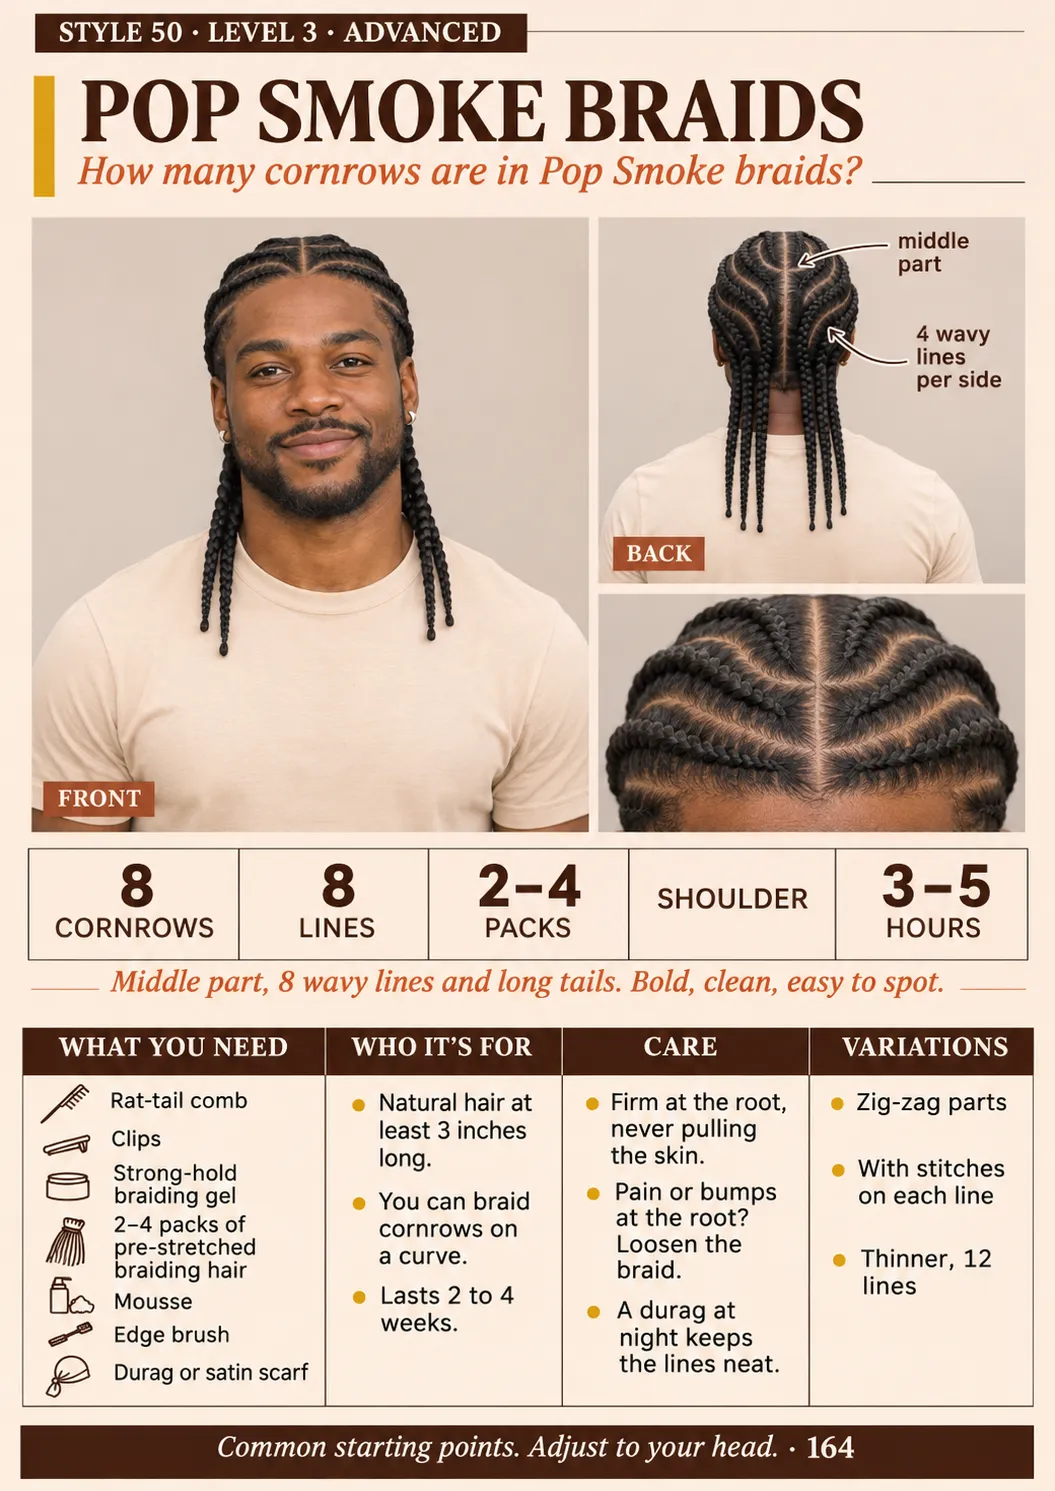 STYLE 50 · LEVEL 3 · ADVANCED
POP SMOKE BRAIDS
How many cornrows are in Pop Smoke braids?
middle
part
4 wavy
lines
per side
BACK
FRONT
8
CORNROWS
8
LINES
2–4
PACKS
SHOULDER
3–5
HOURS
Middle part, 8 wavy lines and long tails. Bold, clean, easy to spot.
WHAT YOU NEED
Rat-tail comb
Clips
Strong-hold
braiding gel
2–4 packs of
pre-stretched
braiding hair
Mousse
Edge brush
Durag or satin scarf
WHO IT'S FOR
Natural hair at
least 3 inches
long.
You can braid
cornrows on
a curve.
Lasts 2 to 4
weeks.
CARE
Firm at the root,
never pulling
the skin.
Pain or bumps
at the root?
Loosen the
braid.
A durag at
night keeps
the lines neat.
VARIATIONS
Zig-zag parts
With stitches
on each line
Thinner, 12
lines
Common starting points. Adjust to your head. · 164